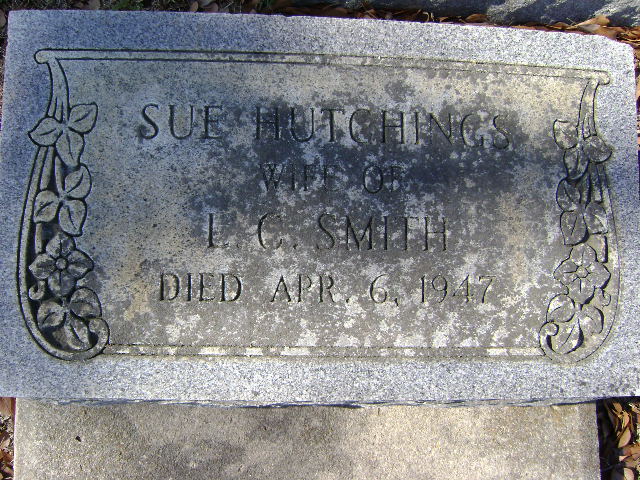 SUE HUTCHINGS
WIFE OF
L. C. SMITH
DIED APR. 6, 1947